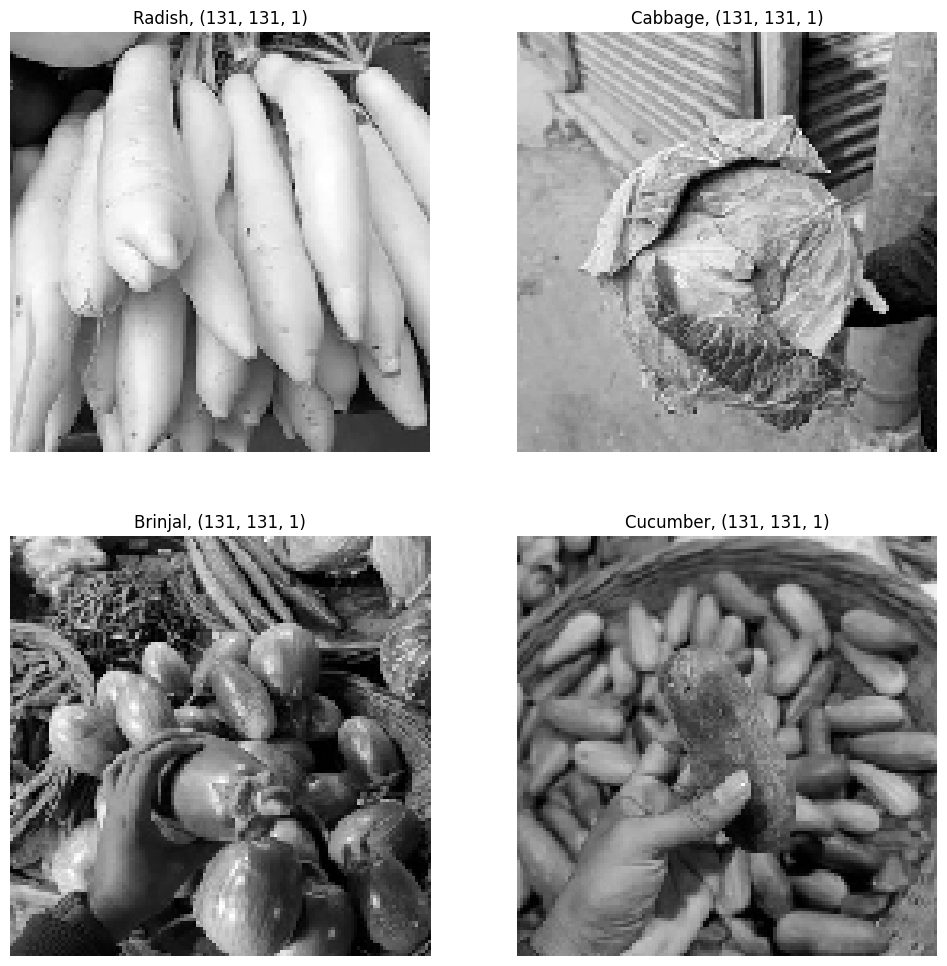 Radish, (131, 131, 1)
Cabbage, (131, 131, 1)
Brinjal, (131, 131, 1)
Cucumber, (131, 131, 1)